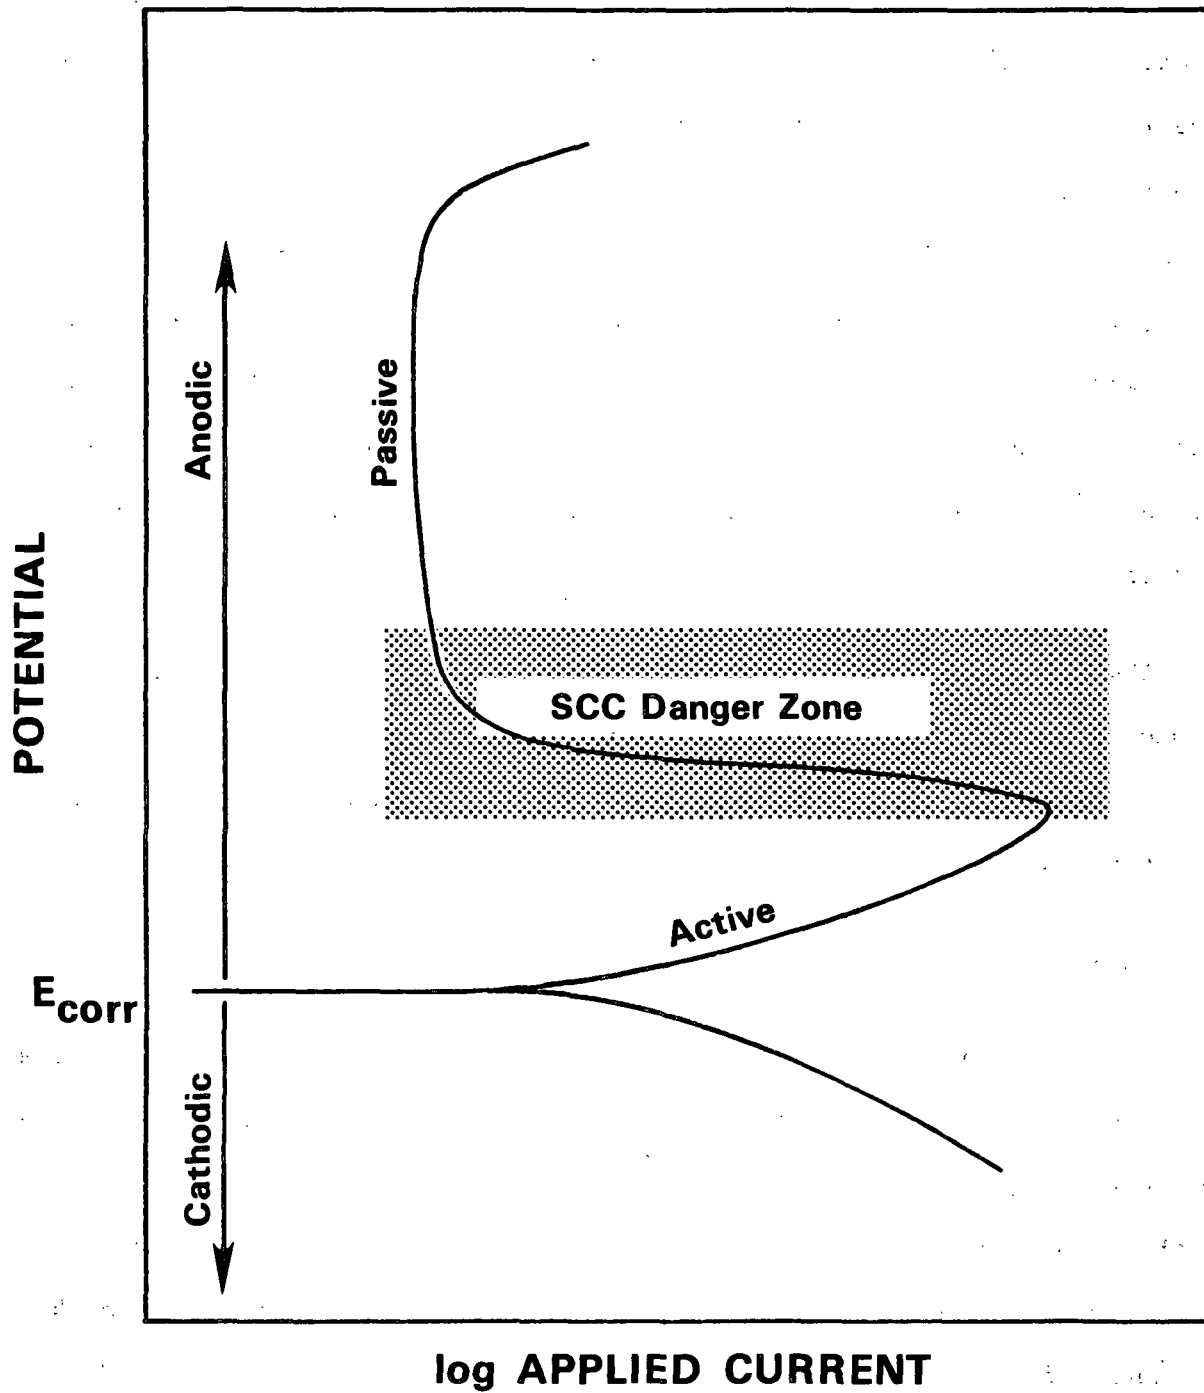 POTENTIAL
Anodic
Passive
SCC Danger Zone
Active
Ecorr
Cathodic
log APPLIED CURRENT